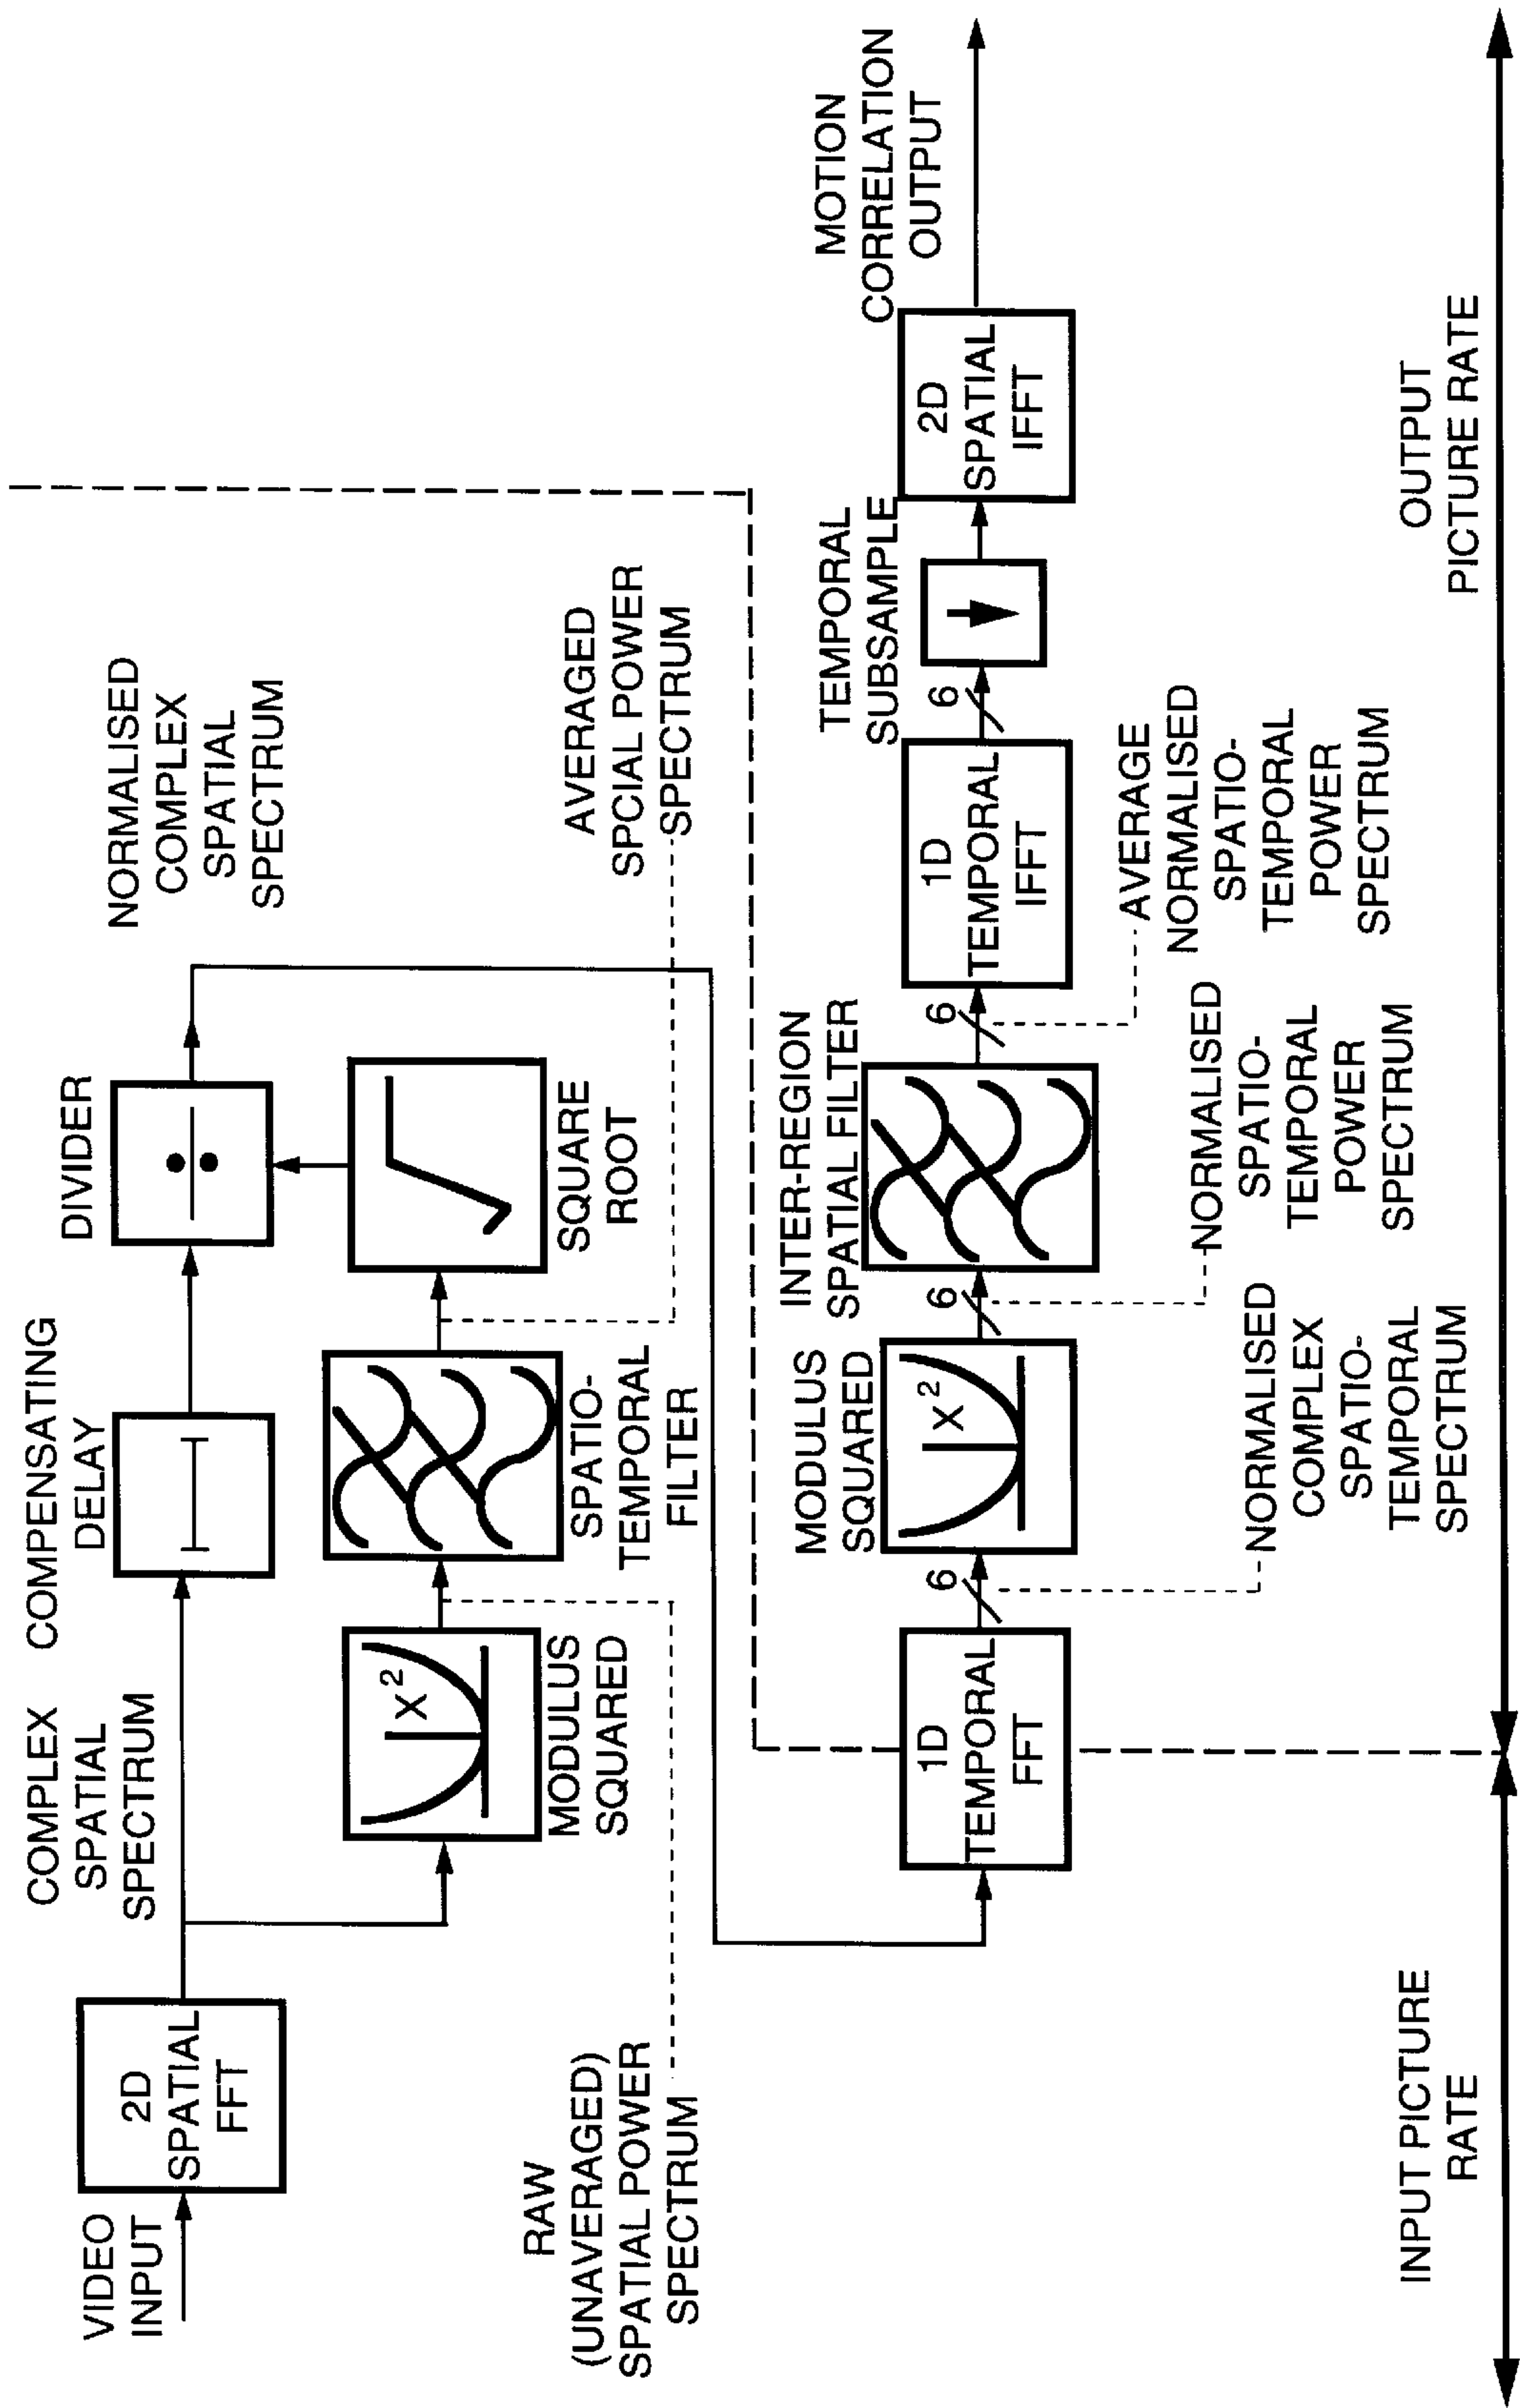 VIDEO
INPUT
2D
SPATIAL
FFT
COMPLEX
SPATIAL
SPECTRUM
COMPENSATING
DELAY
DIVIDER
NORMALISED
COMPLEX
SPATIAL
SPECTRUM
X²
MODULUS
SQUARED
SPATIO-
TEMPORAL
FILTER
SQUARE
ROOT
RAW
(UNAVERAGED)
SPATIAL POWER
SPECTRUM
AVERAGED
SPCIAL POWER
SPECTRUM
1D
TEMPORAL
FFT
6
MODULUS
SQUARED
X²
6
INTER-REGION
SPATIAL FILTER
6
1D
TEMPORAL
IFFT
6
TEMPORAL
SUBSAMPLE
2D
SPATIAL
IFFT
MOTION
CORRELATION
OUTPUT
NORMALISED
COMPLEX
SPATIO-
TEMPORAL
SPECTRUM
NORMALISED
SPATIO-
TEMPORAL
POWER
SPECTRUM
AVERAGE
NORMALISED
SPATIO-
TEMPORAL
POWER
SPECTRUM
INPUT PICTURE
RATE
OUTPUT
PICTURE RATE